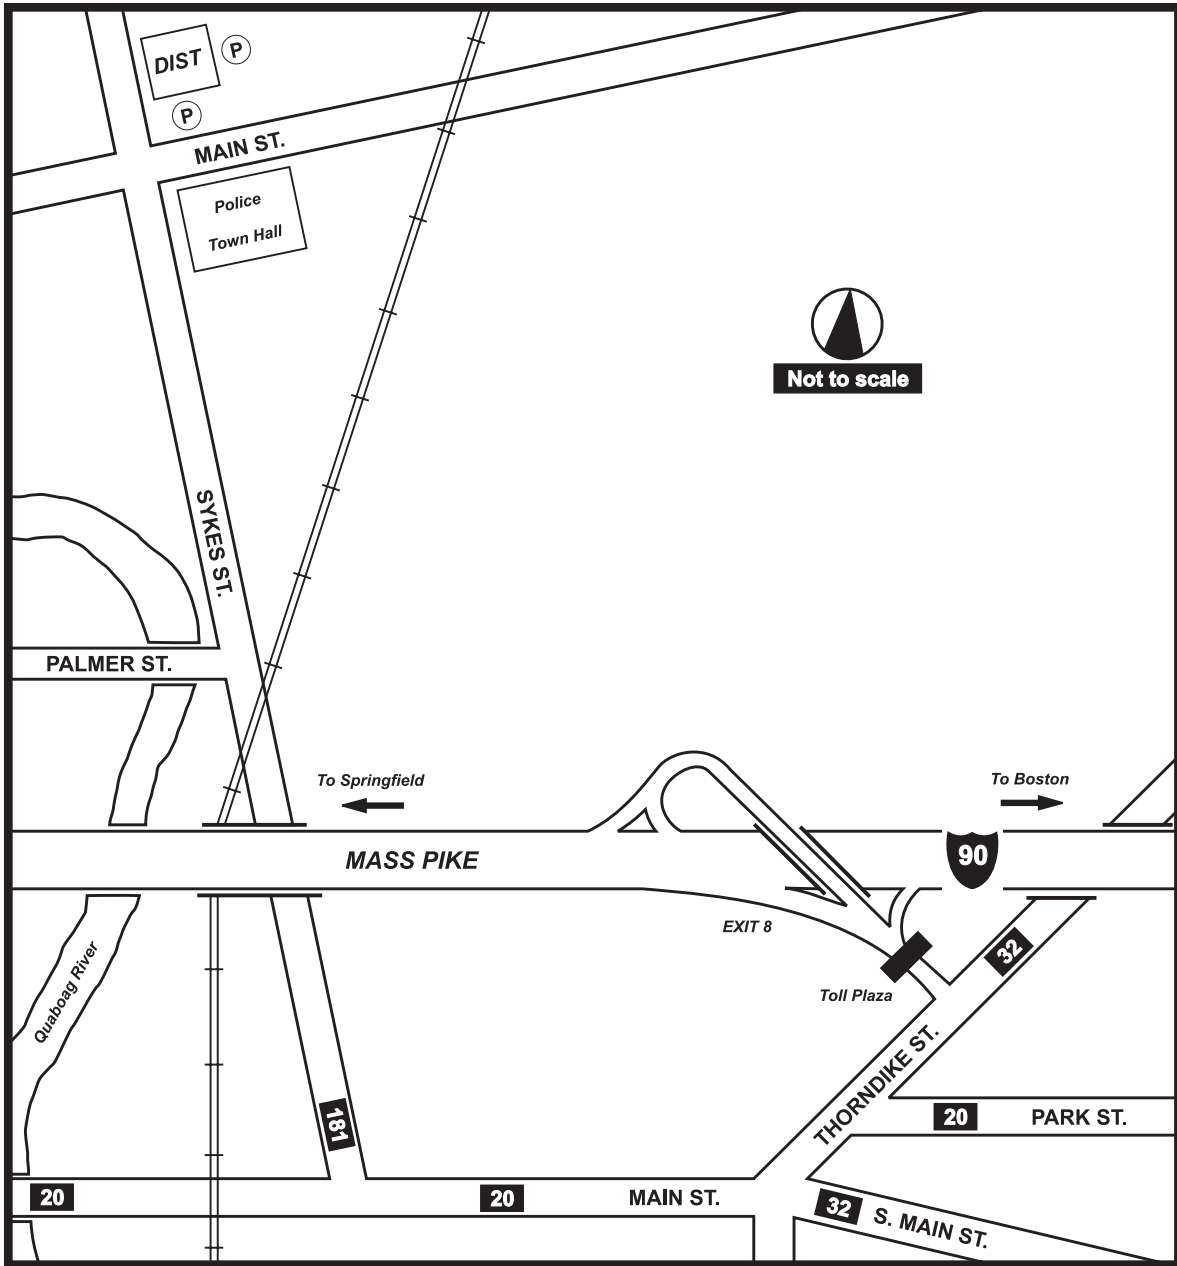 DIST
P
P
MAIN ST.
Police
Town Hall
Not to scale
SYKES ST.
PALMER ST.
To Springfield
To Boston
MASS PIKE
90
EXIT 8
32
Quaboag River
Toll Plaza
THORNDIKE ST.
181
20
PARK ST.
20
20
MAIN ST.
32
S. MAIN ST.